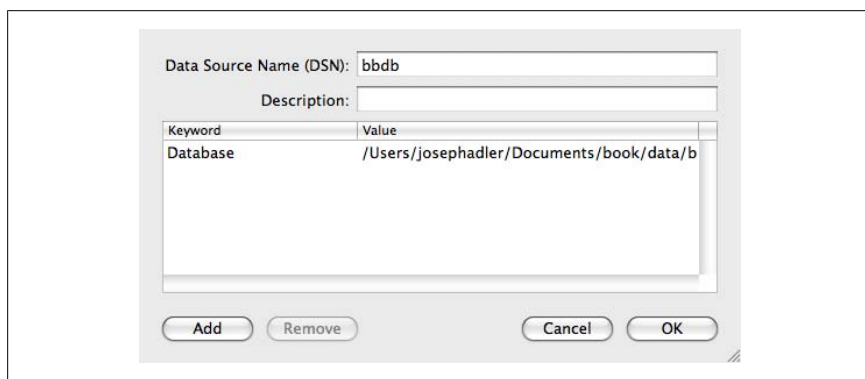 Data Source Name (DSN): bbdb
Description:
Keyword Value
Database /Users/josephadler/Documents/book/data/b
Add Remove Cancel OK